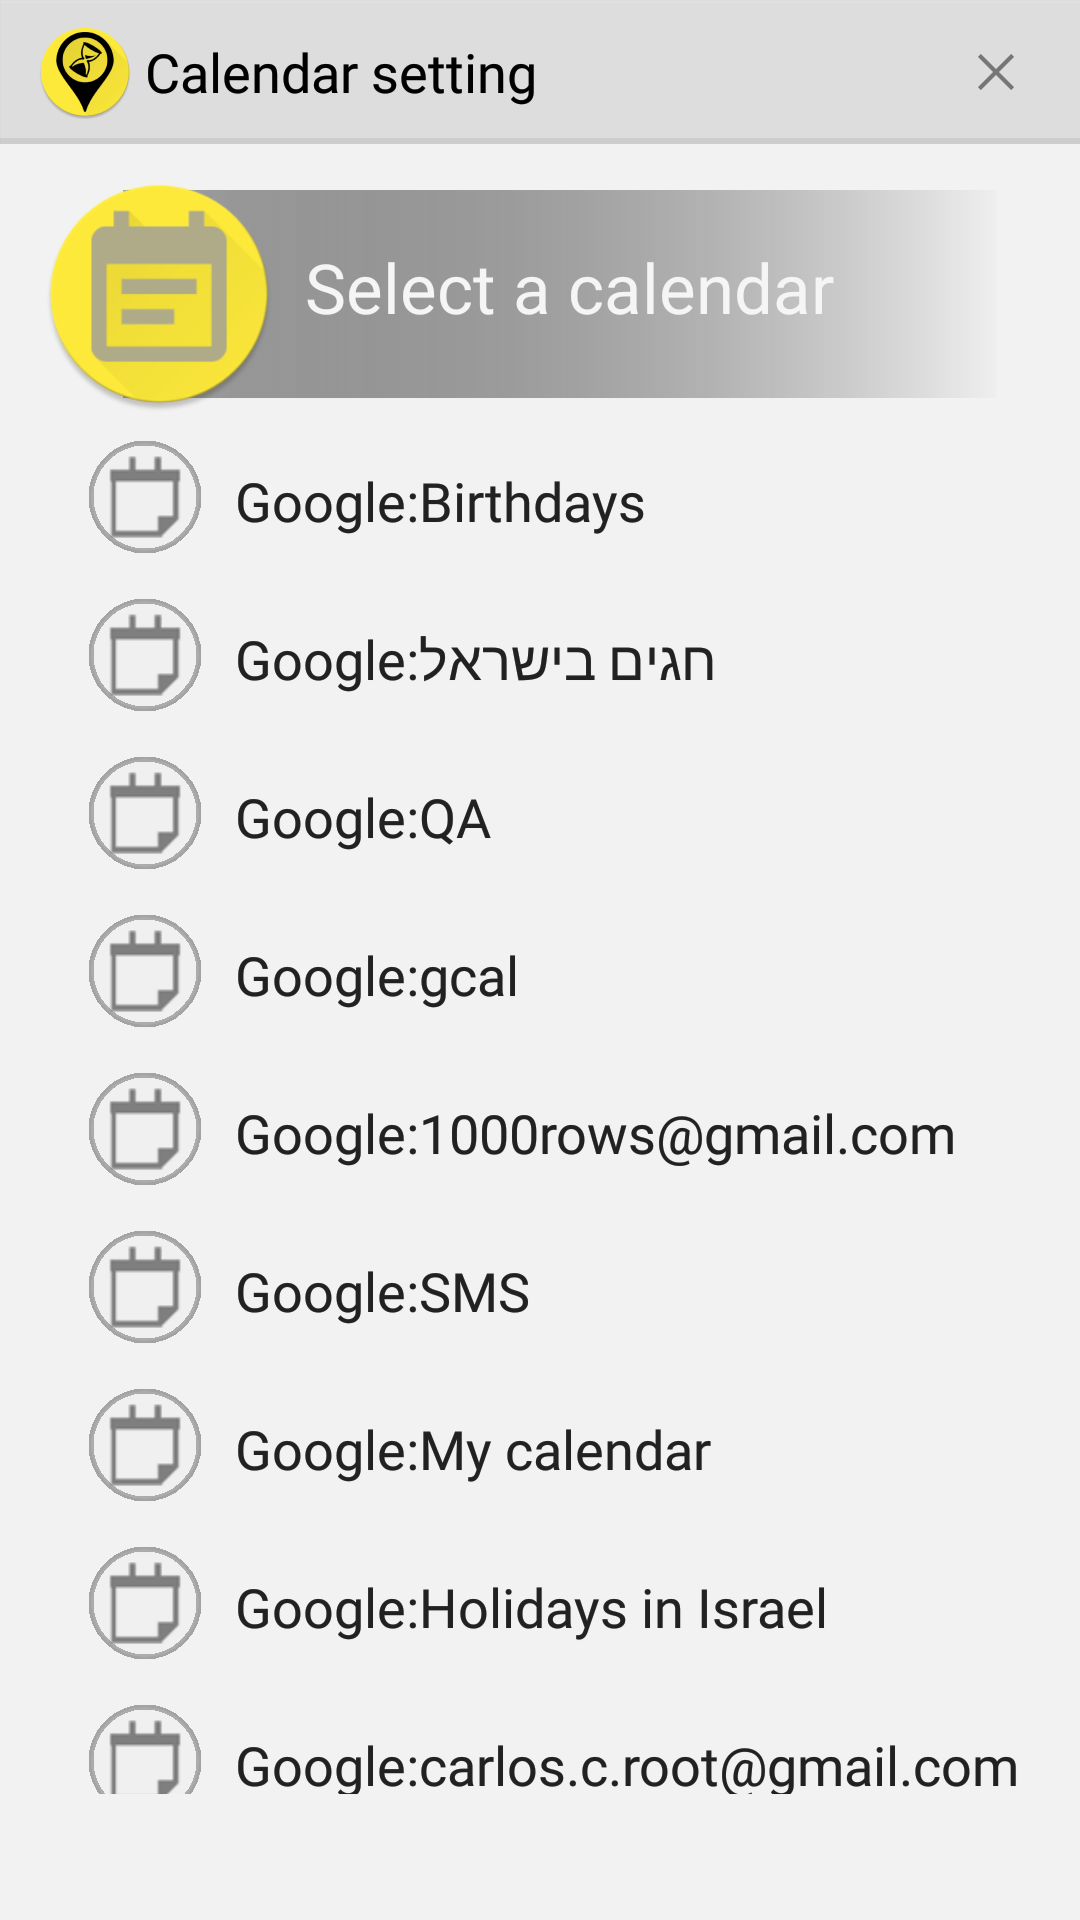 Calendar setting
Select a calendar
Google:Birthdays
Google:חגים בישראל
Google:QA
Google:gcal
Google:1000rows@gmail.com
Google:SMS
Google:My calendar
Google:Holidays in Israel
Google:carlos.c.root@gmail.com